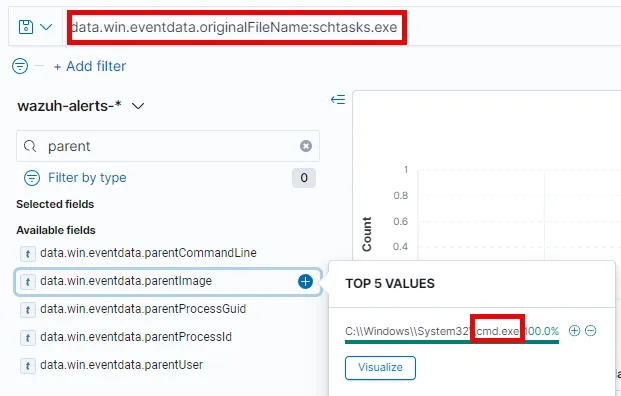 data.win.eventdata.originalFileName:schtasks.exe
+ Add filter
wazuh-alerts-*
parent
Filter by type
0
Selected fields
Available fields
t data.win.eventdata.parentCommandLine
t data.win.eventdata.parentImage
t data.win.eventdata.parentProcessGuid
t data.win.eventdata.parentProcessId
t data.win.eventdata.parentUser
1
0.8
0.6
0.4
Count
TOP 5 VALUES
C:\\Windows\\System32\\cmd.exe 100.0%
Visualize